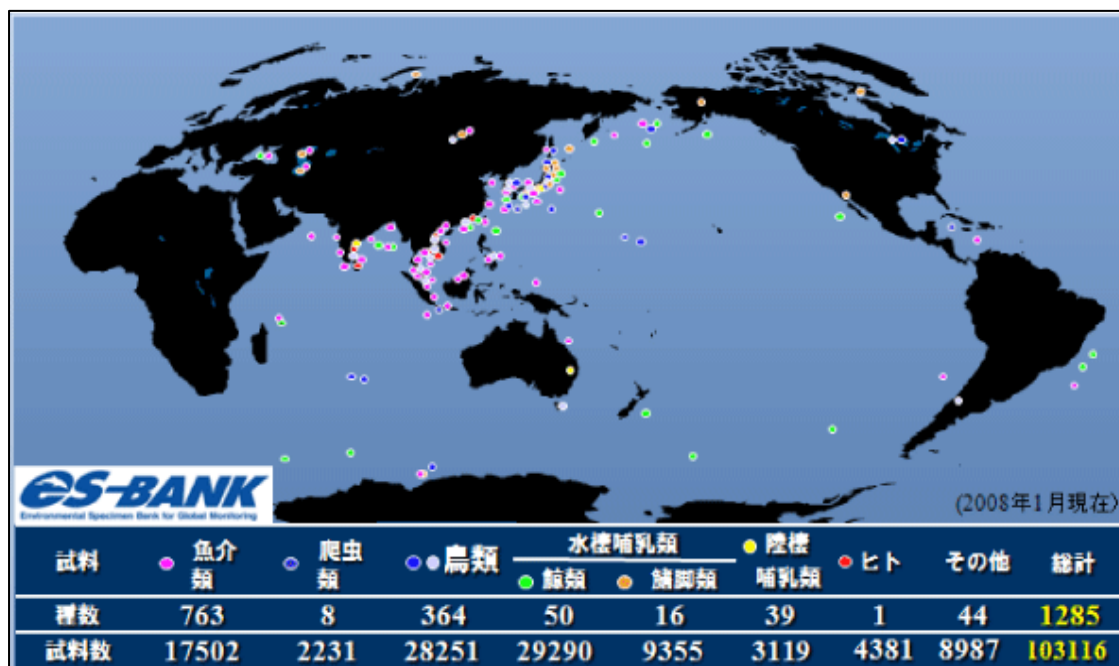 (2008年1月現在)
es-BANK
Environmental Specimen Bank for Global Monitoring
試料 魚介類 爬虫類 鳥類 水棲哺乳類 鯨類 鰭脚類 陸棲哺乳類 ヒト その他 総計
種数 763 8 364 50 16 39 1 44 1285
試料数 17502 2231 28251 29290 9355 3119 4381 8987 103116